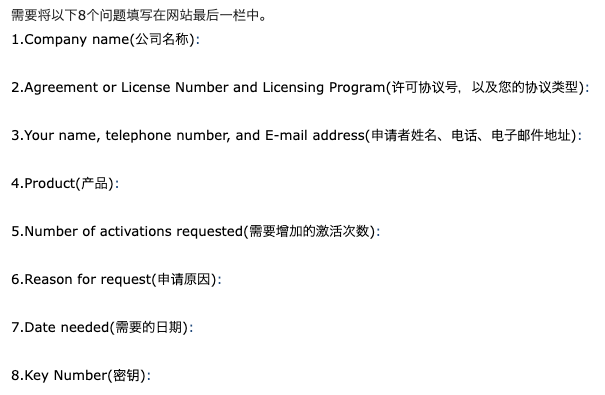 需要将以下8个问题填写在网站最后一栏中。
1.Company name(公司名称):
2.Agreement or License Number and Licensing Program(许可协议号，以及您的协议类型):
3.Your name, telephone number, and E-mail address(申请者姓名、电话、电子邮件地址):
4.Product(产品):
5.Number of activations requested(需要增加的激活次数):
6.Reason for request(申请原因):
7.Date needed(需要的日期):
8.Key Number(密钥):